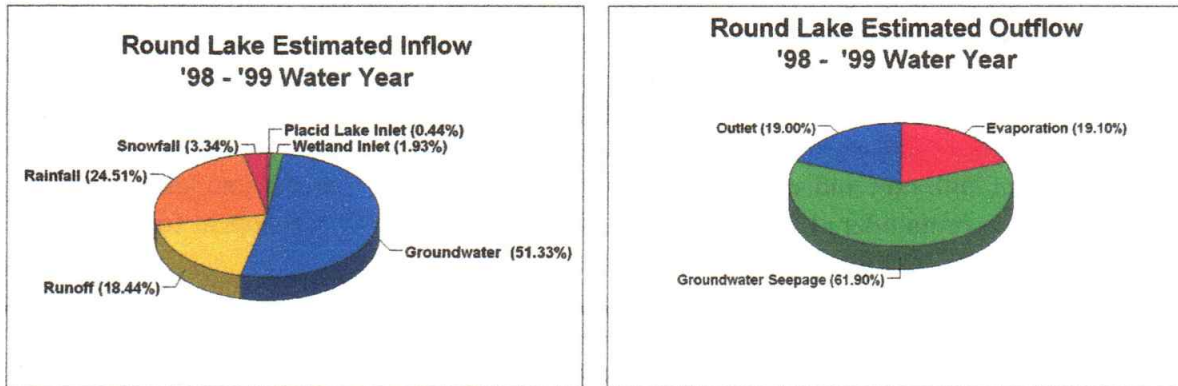 Round Lake Estimated Inflow
'98 - '99 Water Year
Placid Lake Inlet (0.44%)
Snowfall (3.34%)
Wetland Inlet (1.93%)
Rainfall (24.51%)
Groundwater (51.33%)
Runoff (18.44%)
Round Lake Estimated Outflow
'98 - '99 Water Year
Outlet (19.00%)
Evaporation (19.10%)
Groundwater Seepage (61.90%)